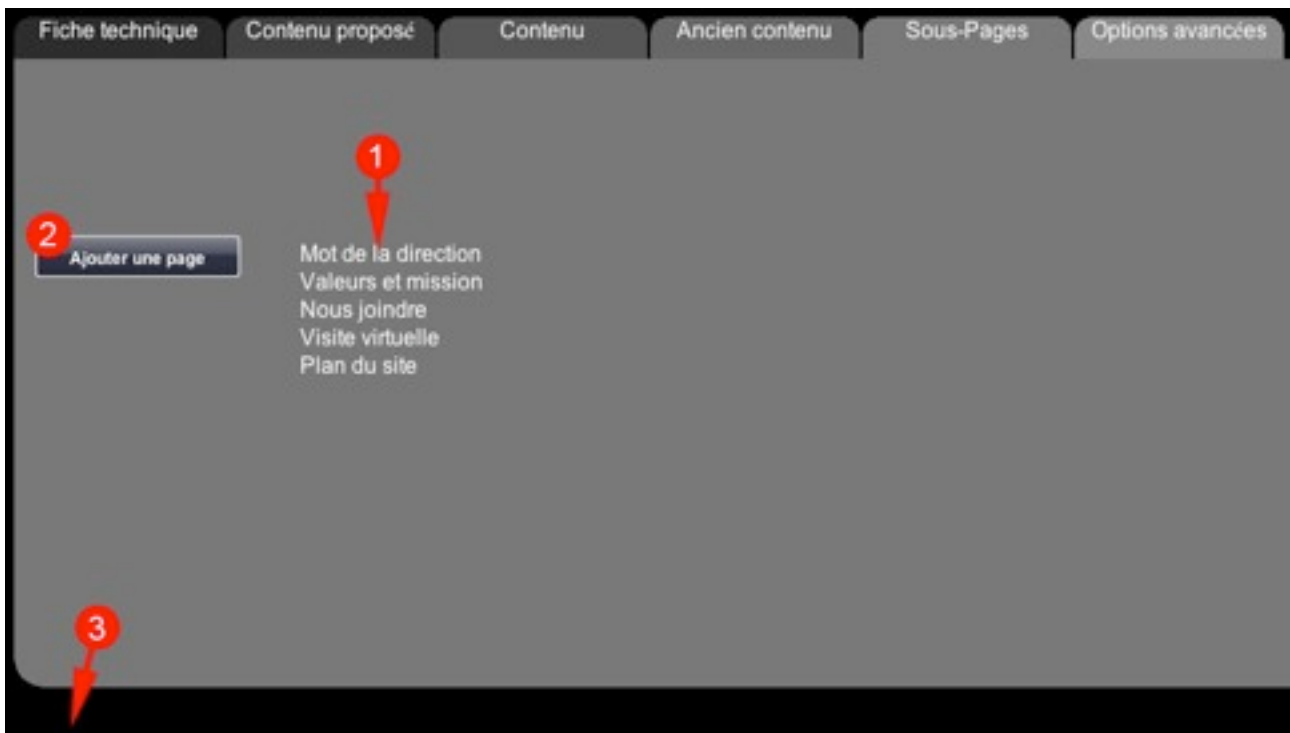 Fiche technique Contenu proposé Contenu Ancien contenu Sous-Pages Options avancées
1
2
Ajouter une page
Mot de la direction
Valeurs et mission
Nous joindre
Visite virtuelle
Plan du site
3